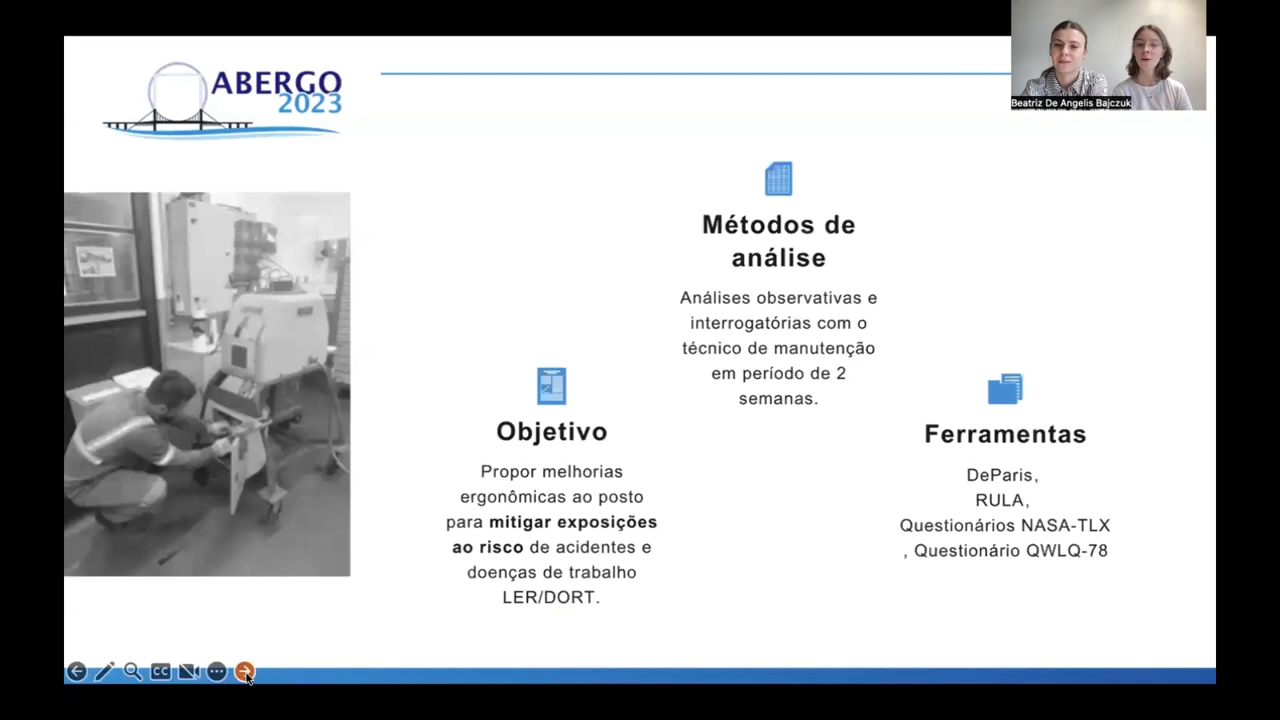 ABERGO
2023
Beatriz De Angelis Bajczuk
Métodos de
análise
Análises observativas e
interrogatórias com o
técnico de manutenção
em período de 2
semanas.
Objetivo
Propor melhorias
ergonômicas ao posto
para mitigar exposições
ao risco de acidentes e
doenças de trabalho
LER/DORT.
Ferramentas
DeParis,
RULA,
Questionários NASA-TLX
, Questionário QWLQ-78
CC